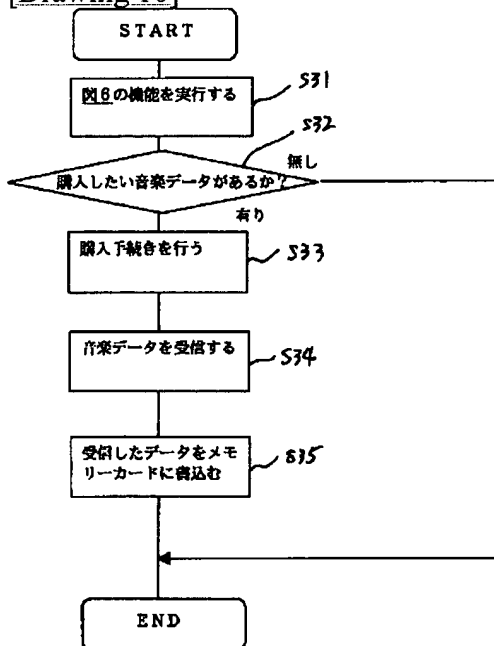 [Drawing 10]
START
図6の機能を実行する
S31
S32
無し
購入したい音楽データがあるか?
有り
購入手続きを行う
S33
音楽データを受信する
S34
受信したデータをメモ
リーカードに書込む
S35
END